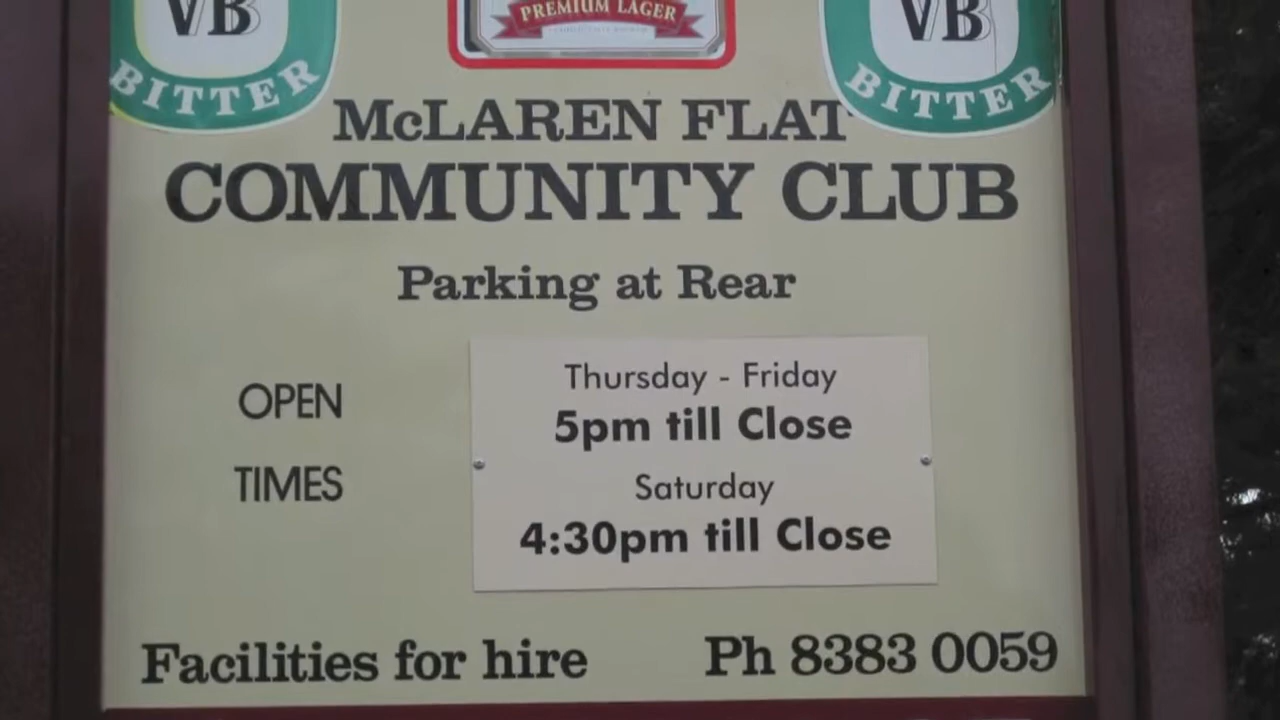 VB
BITTER
PREMIUM LAGER
VB
BITTER
McLAREN FLAT
COMMUNITY CLUB
Parking at Rear
OPEN
TIMES
Thursday - Friday
5pm till Close
Saturday
4:30pm till Close
Facilities for hire
Ph 8383 0059